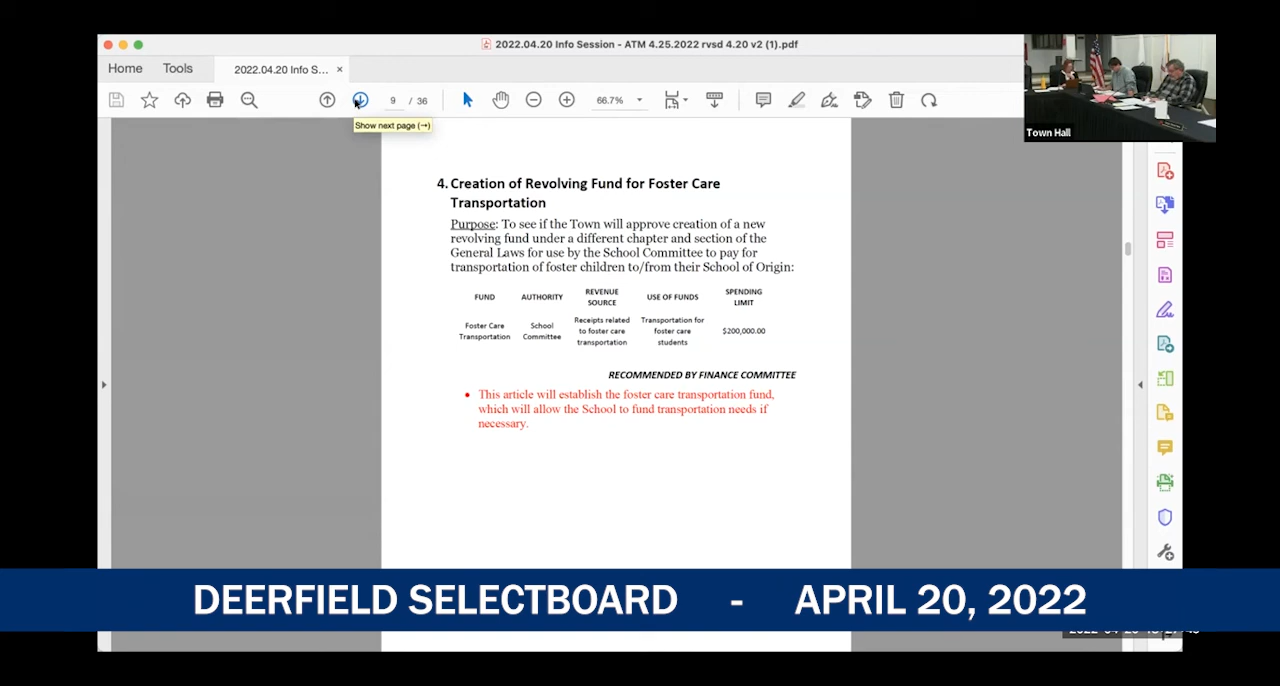 2022.04.20 Info Session - ATM 4.25.2022 rvsd 4.20 v2 (1).pdf
Home Tools 2022.04.20 Info S... ×
9 / 36 66.7%
Show next page (→)
Town Hall
4. Creation of Revolving Fund for Foster Care
Transportation
Purpose: To see if the Town will approve creation of a new
revolving fund under a different chapter and section of the
General Laws for use by the School Committee to pay for
transportation of foster children to/from their School of Origin:
FUND AUTHORITY REVENUE SOURCE USE OF FUNDS SPENDING LIMIT
Foster Care Transportation School Committee Receipts related to foster care transportation Transportation for foster care students $200,000.00
RECOMMENDED BY FINANCE COMMITTEE
• This article will establish the foster care transportation fund,
which will allow the School to fund transportation needs if
necessary.
DEERFIELD SELECTBOARD - APRIL 20, 2022